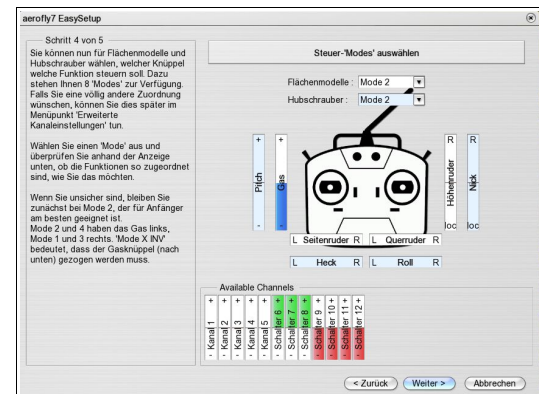 aerofly7 EasySetup
Schritt 4 von 5
Sie können nun für Flächenmodelle und
Hubschrauber wählen, welcher Knüppel
welche Funktion steuern soll. Dazu
stehen Ihnen 8 'Modes' zur Verfügung.
Falls Sie eine völlig andere Zuordnung
wünschen, können Sie dies später im
Menüpunkt 'Erweiterte
Kanaleinstellungen' tun.
Wählen Sie einen 'Mode' aus und
überprüfen Sie anhand der Anzeige
unten, ob die Funktionen so zugeordnet
sind, wie Sie das möchten.
Wenn Sie unsicher sind, bleiben Sie
zunächst bei Mode 2, der für Anfänger
am besten geeignet ist.
Mode 2 und 4 haben das Gas links,
Mode 1 und 3 rechts. 'Mode X INV'
bedeutet, dass der Gasknüppel (nach
unten) gezogen werden muss.
Steuer-'Modes' auswählen
Flächenmodelle : Mode 2
Hubschrauber : Mode 2
- Pitch +
- Gas +
loc Höhenruder R
loc Nick R
L Seitenruder R
L Querruder R
L Heck R
L Roll R
Available Channels
- Kanal 1 +
- Kanal 2 +
- Kanal 3 +
- Kanal 4 +
- Kanal 5 +
- Schalter 6 +
- Schalter 7 +
- Schalter 8 +
- Schalter 9 +
- Schalter 10 +
- Schalter 11 +
- Schalter 12 +
< Zurück
Weiter >
Abbrechen